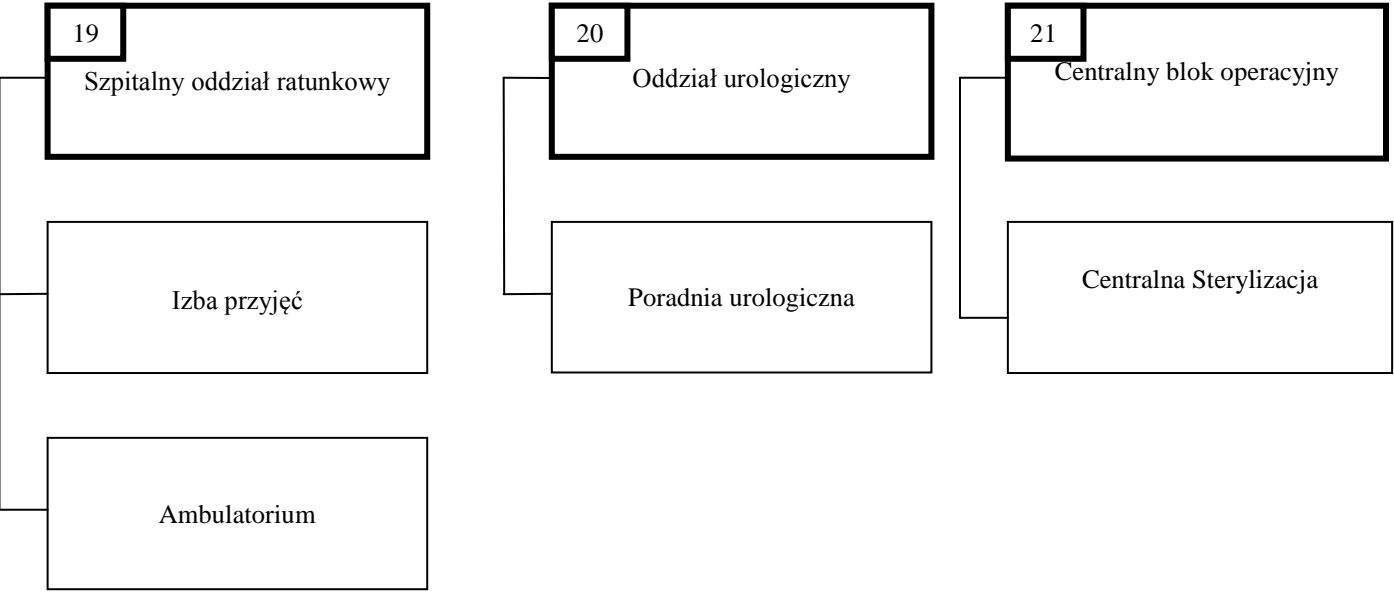 19
Szpitalny oddział ratunkowy
20
Oddział urologiczny
21
Centralny blok operacyjny
Izba przyjęć
Poradnia urologiczna
Centralna Sterylizacja
Ambulatorium